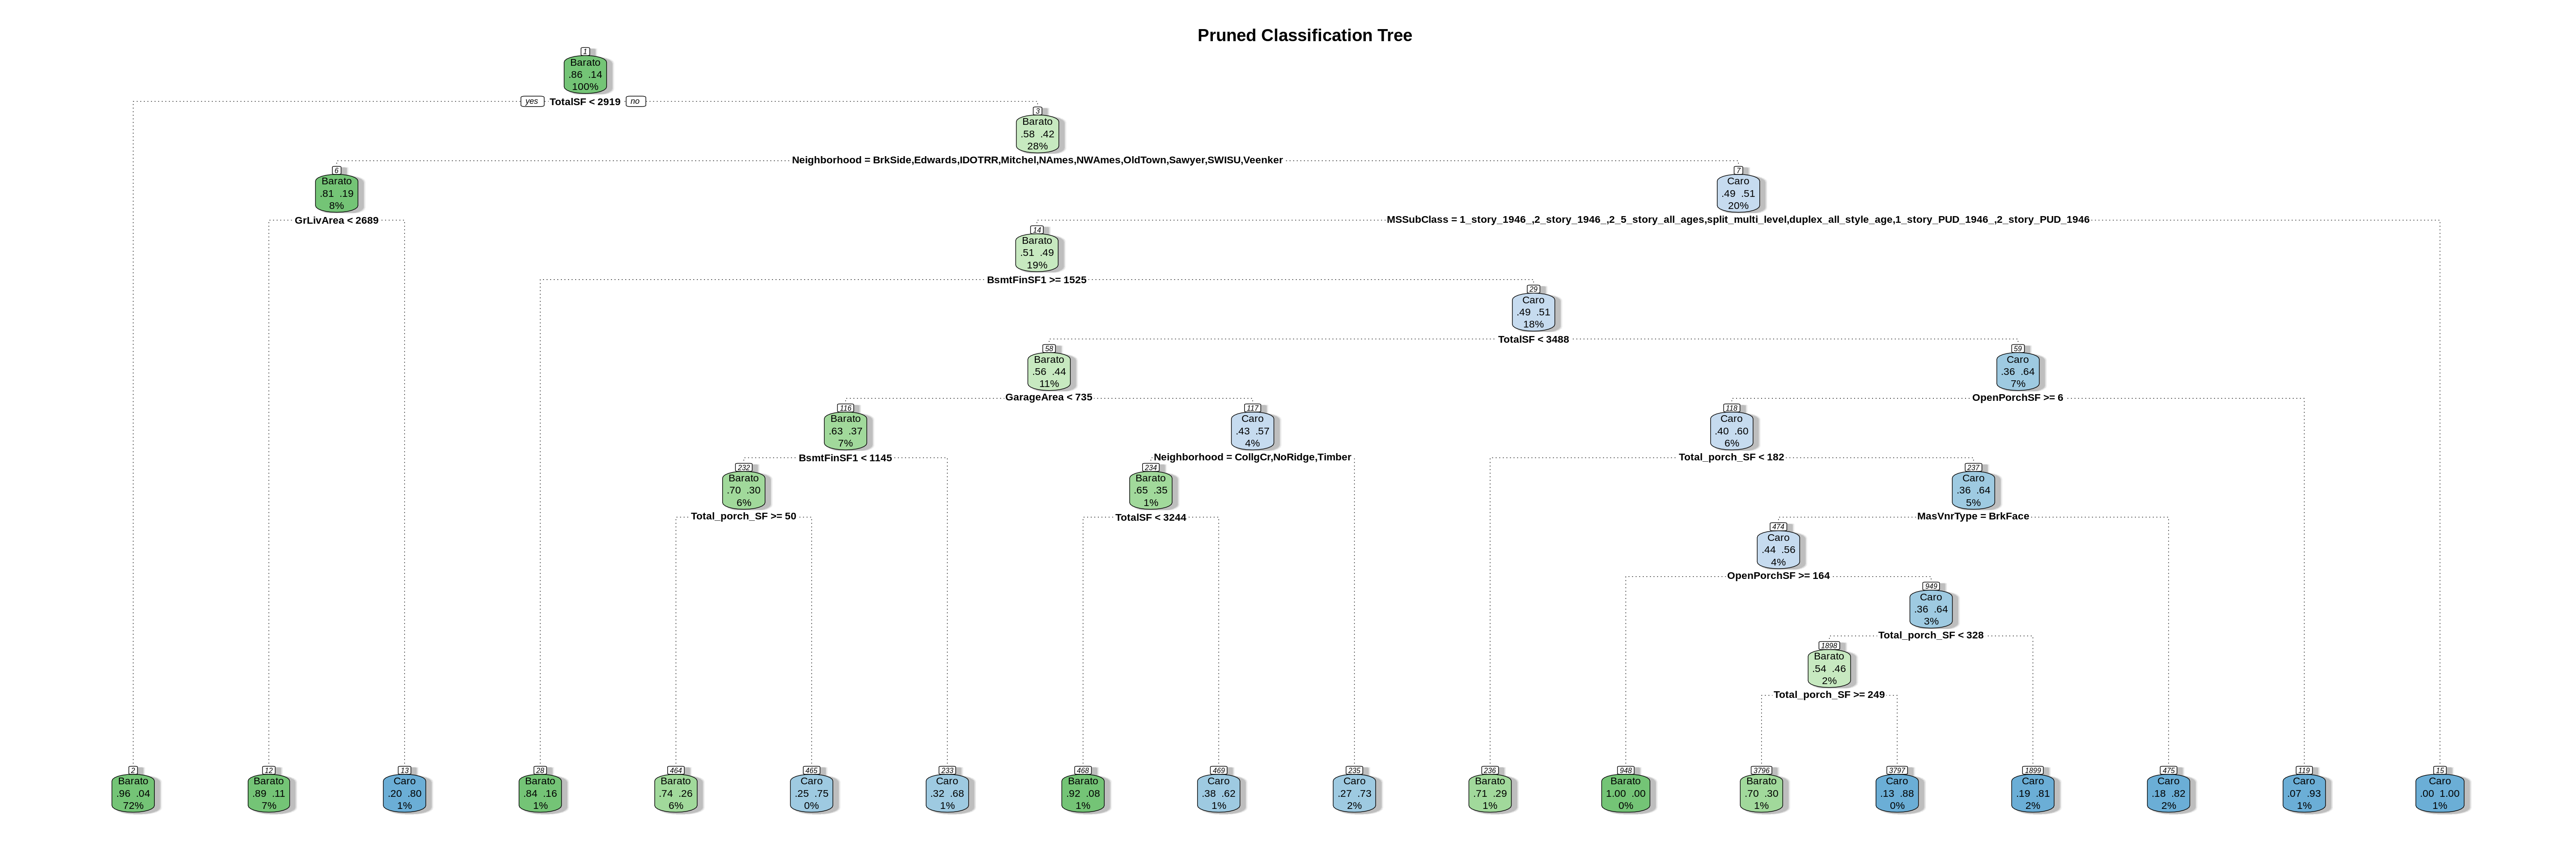 Pruned Classification Tree
1
Barato
.86 .14
100%
yes TotalSF < 2919 no
3
Barato
.58 .42
28%
Neighborhood = BrkSide,Edwards,IDOTRR,Mitchel,NAmes,NWAmes,OldTown,Sawyer,SWISU,Veenker
6
Barato
.81 .19
8%
GrLivArea < 2689
7
Caro
.49 .51
20%
MSSubClass = 1_story_1946_,2_story_1946_,2_5_story_all_ages,split_multi_level,duplex_all_style_age,1_story_PUD_1946_,2_story_PUD_1946
14
Barato
.51 .49
19%
BsmtFinSF1 >= 1525
29
Caro
.49 .51
18%
TotalSF < 3488
58
Barato
.56 .44
11%
GarageArea < 735
59
Caro
.36 .64
7%
OpenPorchSF >= 6
116
Barato
.63 .37
7%
BsmtFinSF1 < 1145
117
Caro
.43 .57
4%
Neighborhood = CollgCr,NoRidge,Timber
118
Caro
.40 .60
6%
Total_porch_SF < 182
232
Barato
.70 .30
6%
Total_porch_SF >= 50
234
Barato
.65 .35
1%
TotalSF < 3244
237
Caro
.36 .64
5%
MasVnrType = BrkFace
474
Caro
.44 .56
4%
OpenPorchSF >= 164
949
Caro
.36 .64
3%
Total_porch_SF < 328
1898
Barato
.54 .46
2%
Total_porch_SF >= 249
2
Barato
.96 .04
72%
12
Barato
.89 .11
7%
13
Caro
.20 .80
1%
28
Barato
.84 .16
1%
464
Barato
.74 .26
6%
465
Caro
.25 .75
0%
233
Caro
.32 .68
1%
468
Barato
.92 .08
1%
469
Caro
.38 .62
1%
235
Caro
.27 .73
2%
236
Barato
.71 .29
1%
948
Barato
1.00 .00
0%
3796
Barato
.70 .30
1%
3797
Caro
.13 .88
0%
1899
Caro
.19 .81
2%
475
Caro
.18 .82
2%
119
Caro
.07 .93
1%
15
Caro
.00 1.00
1%